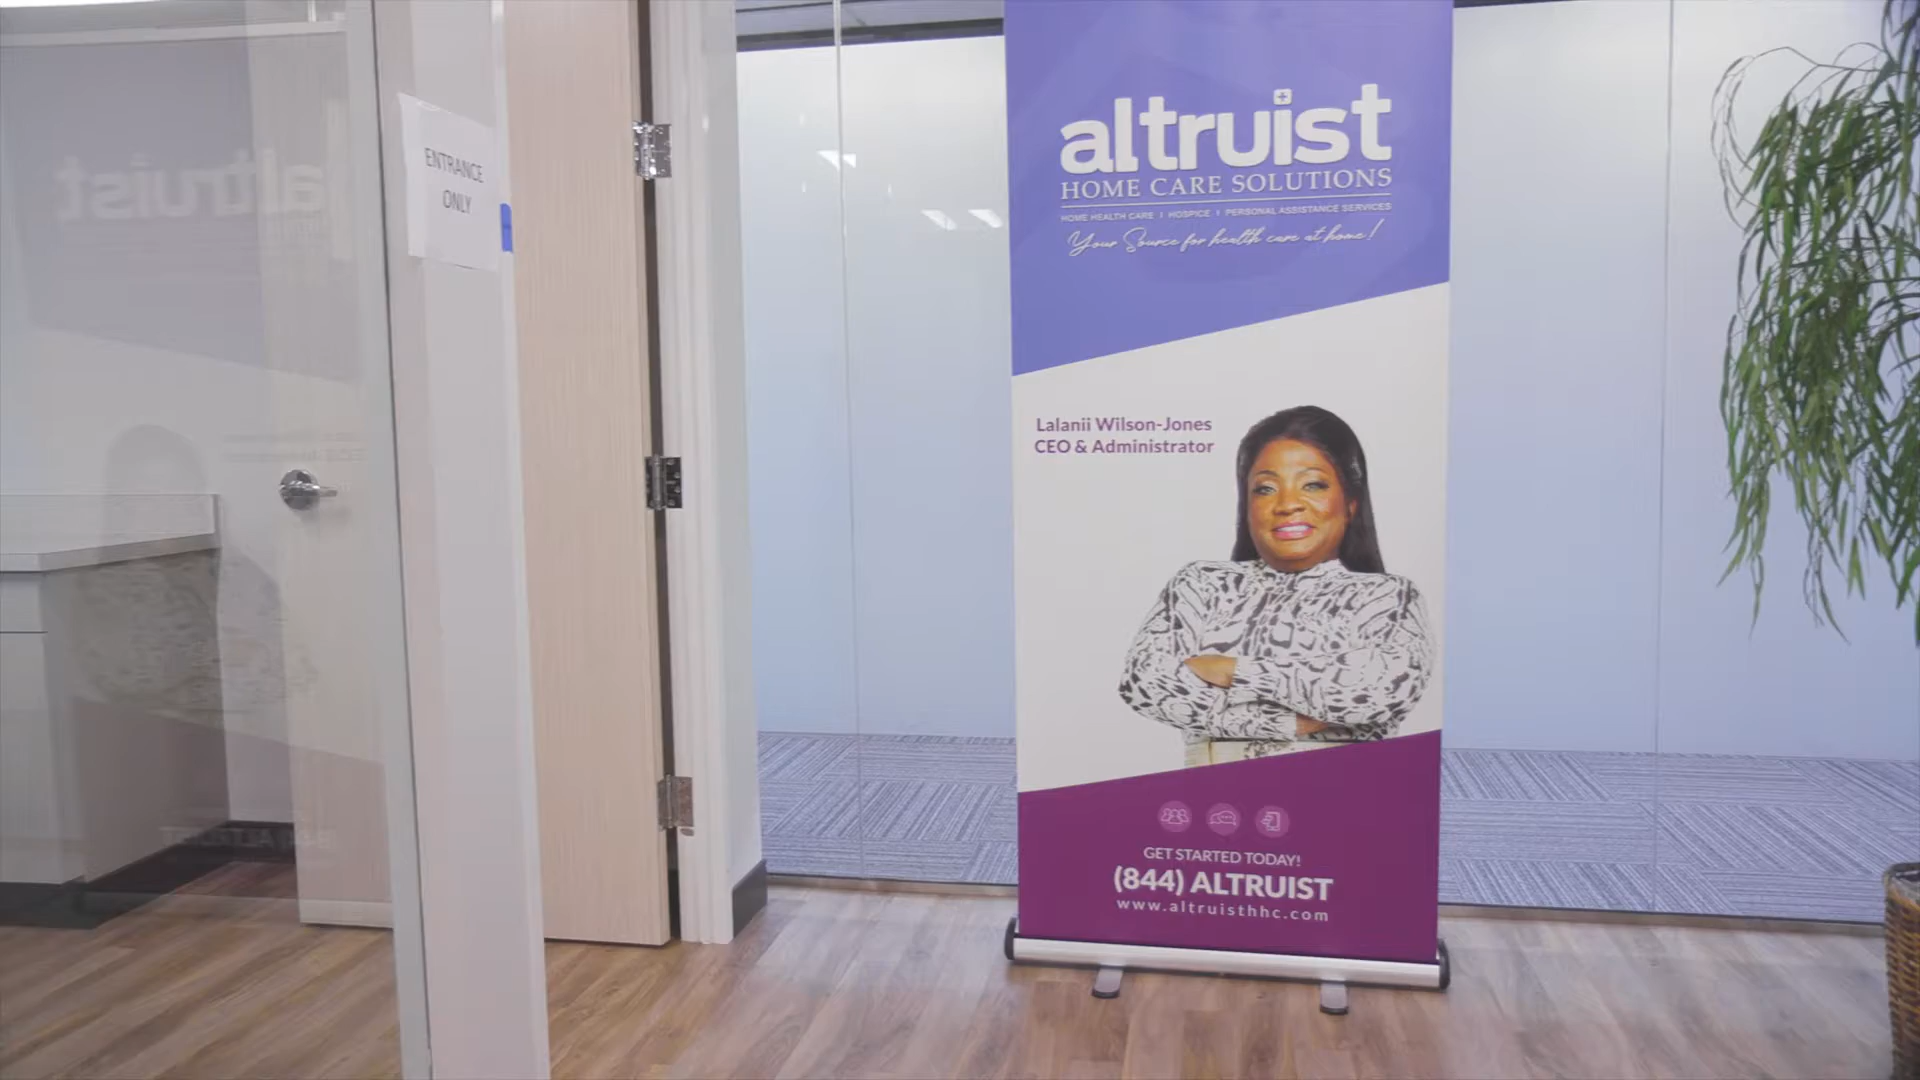 ENTRANCE
ONLY
altruist
HOME CARE SOLUTIONS
HOME HEALTH CARE | HOSPICE | PERSONAL ASSISTANCE SERVICES
Your Source for health care at home!
Lalanii Wilson-Jones
CEO & Administrator
GET STARTED TODAY!
(844) ALTRUIST
www.altruisthhc.com
altruist